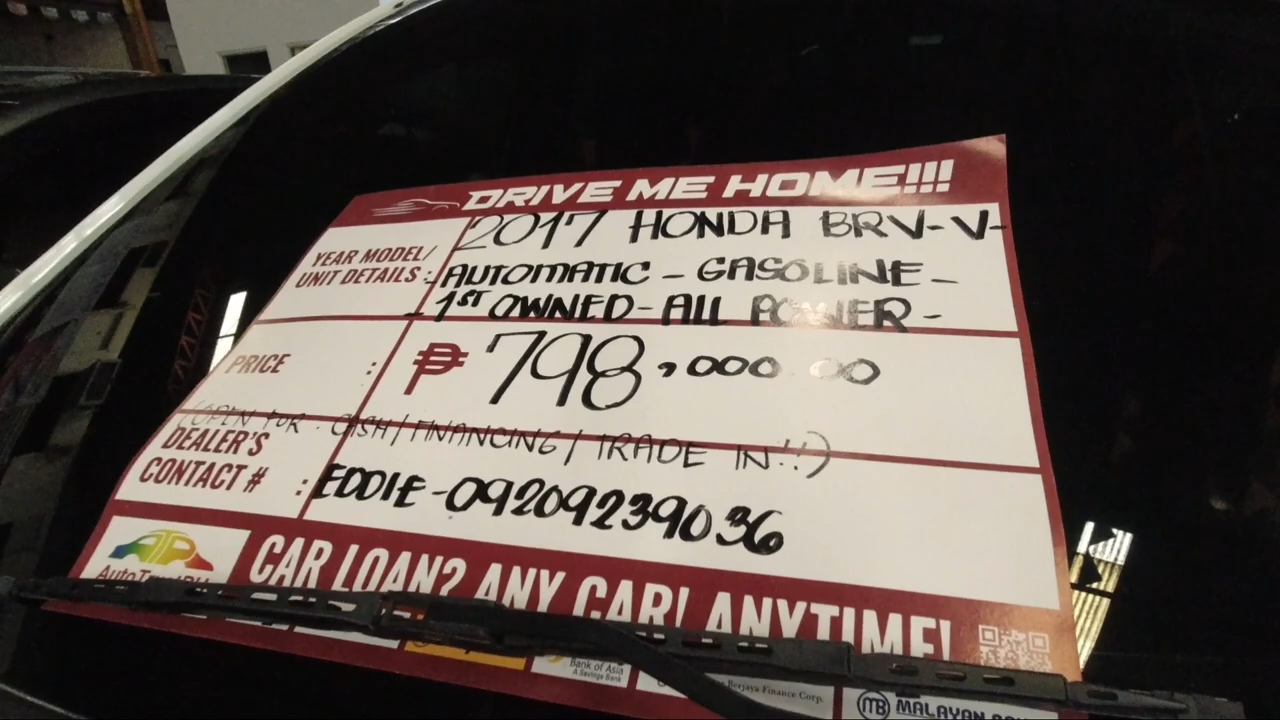 DRIVE ME HOME!!!
YEAR MODEL/
UNIT DETAILS :
2017 HONDA BRV-V-
AUTOMATIC - GASOLINE -
-1ST OWNED-ALL POWER-
PRICE :
₱ 798,000.00
(OPEN FOR CASH/FINANCING/TRADE IN!!)
DEALER'S
CONTACT # :
EDDIE-09209239036
CAR LOAN? ANY CAR! ANYTIME!
Bank of Asia
A Savings Bank
Berjaya Finance Corp.
MB MALAYAN